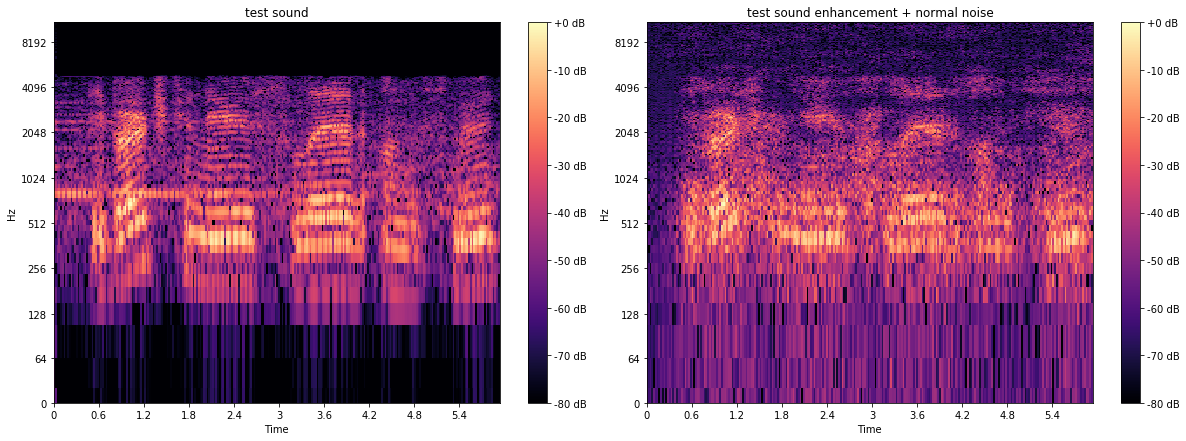 test sound
8192
4096
2048
1024
512
256
128
64
0
Hz
0 0.6 1.2 1.8 2.4 3 3.6 4.2 4.8 5.4
Time
+0 dB
-10 dB
-20 dB
-30 dB
-40 dB
-50 dB
-60 dB
-70 dB
-80 dB
test sound enhancement + normal noise
8192
4096
2048
1024
512
256
128
64
0
Hz
0 0.6 1.2 1.8 2.4 3 3.6 4.2 4.8 5.4
Time
+0 dB
-10 dB
-20 dB
-30 dB
-40 dB
-50 dB
-60 dB
-70 dB
-80 dB